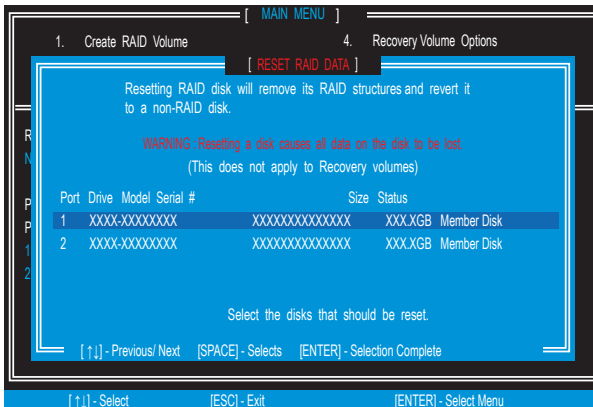 [ MAIN MENU ]
1. Create RAID Volume 4. Recovery Volume Options
[ RESET RAID DATA ]
Resetting RAID disk will remove its RAID structures and revert it
to a non-RAID disk.
WARNING: Resetting a disk causes all data on the disk to be lost.
(This does not apply to Recovery volumes)
R
N
Port Drive Model Serial # Size Status
P
1 XXXX-XXXXXXXX XXXXXXXXXXXXXX XXX.XGB Member Disk
P
2 XXXX-XXXXXXXX XXXXXXXXXXXXXX XXX.XGB Member Disk
1
2
Select the disks that should be reset.
[ ↑↓] - Previous/ Next [SPACE] - Selects [ENTER] - Selection Complete
[ ↑↓] - Select [ESC] - Exit [ENTER] - Select Menu